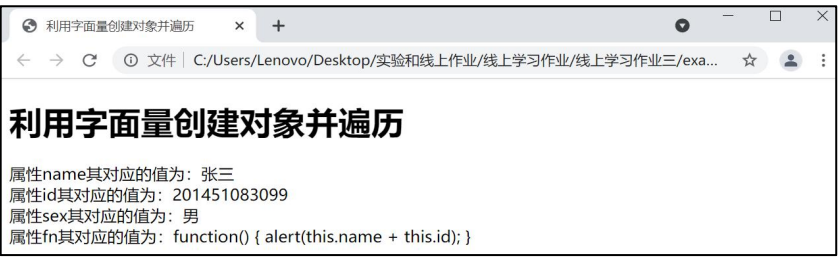 利用字面量创建对象并遍历
文件 | C:/Users/Lenovo/Desktop/实验和线上作业/线上学习作业/线上学习作业三/exa...
利用字面量创建对象并遍历
属性name其对应的值为：张三
属性id其对应的值为：201451083099
属性sex其对应的值为：男
属性fn其对应的值为：function() { alert(this.name + this.id); }